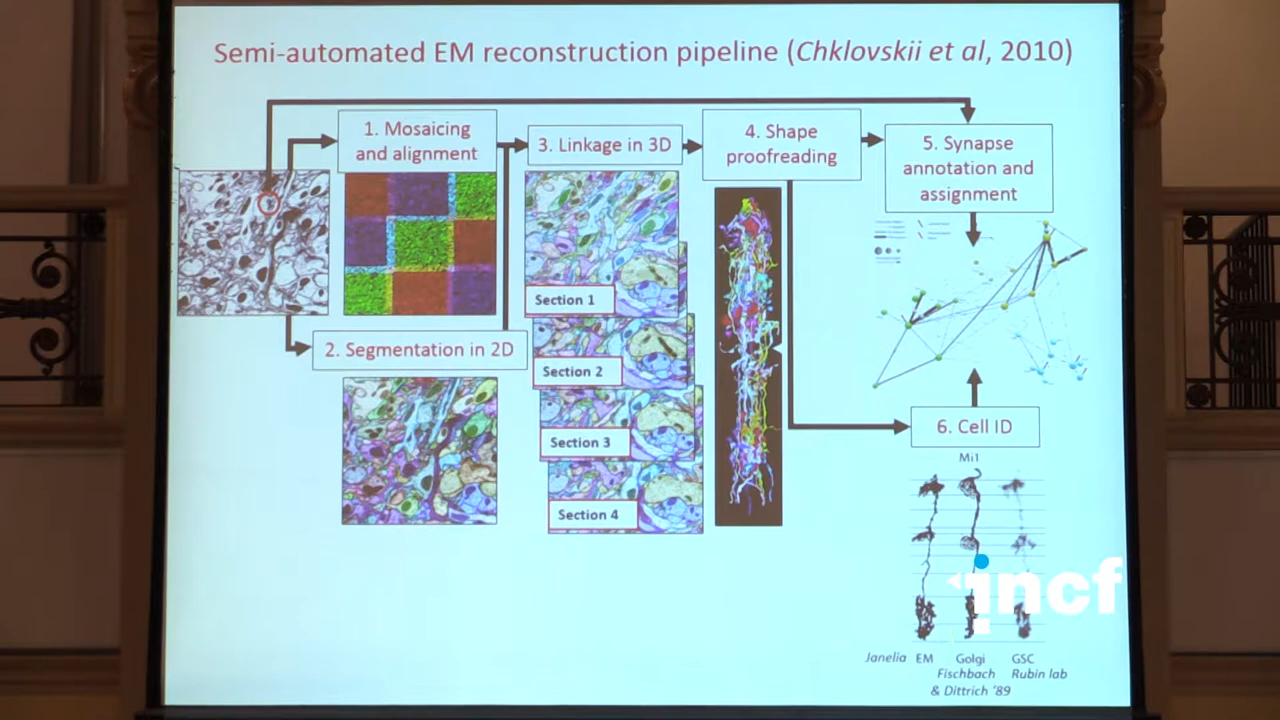 Semi-automated EM reconstruction pipeline (Chklovskii et al, 2010)
1. Mosaicing
and alignment
2. Segmentation in 2D
3. Linkage in 3D
Section 1
Section 2
Section 3
Section 4
4. Shape
proofreading
5. Synapse
annotation and
assignment
6. Cell ID
Mi1
incf
Janelia EM Golgi GSC
Fischbach Rubin lab
& Dittrich '89